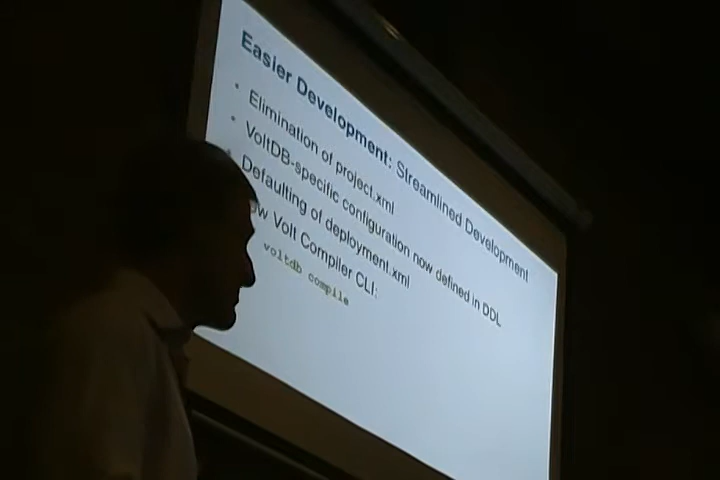 Easier Development: Streamlined Development
• Elimination of project.xml
• VoltDB-specific configuration now defined in DDL
Defaulting of deployment.xml
Volt Compiler CLI:
voltdb compile